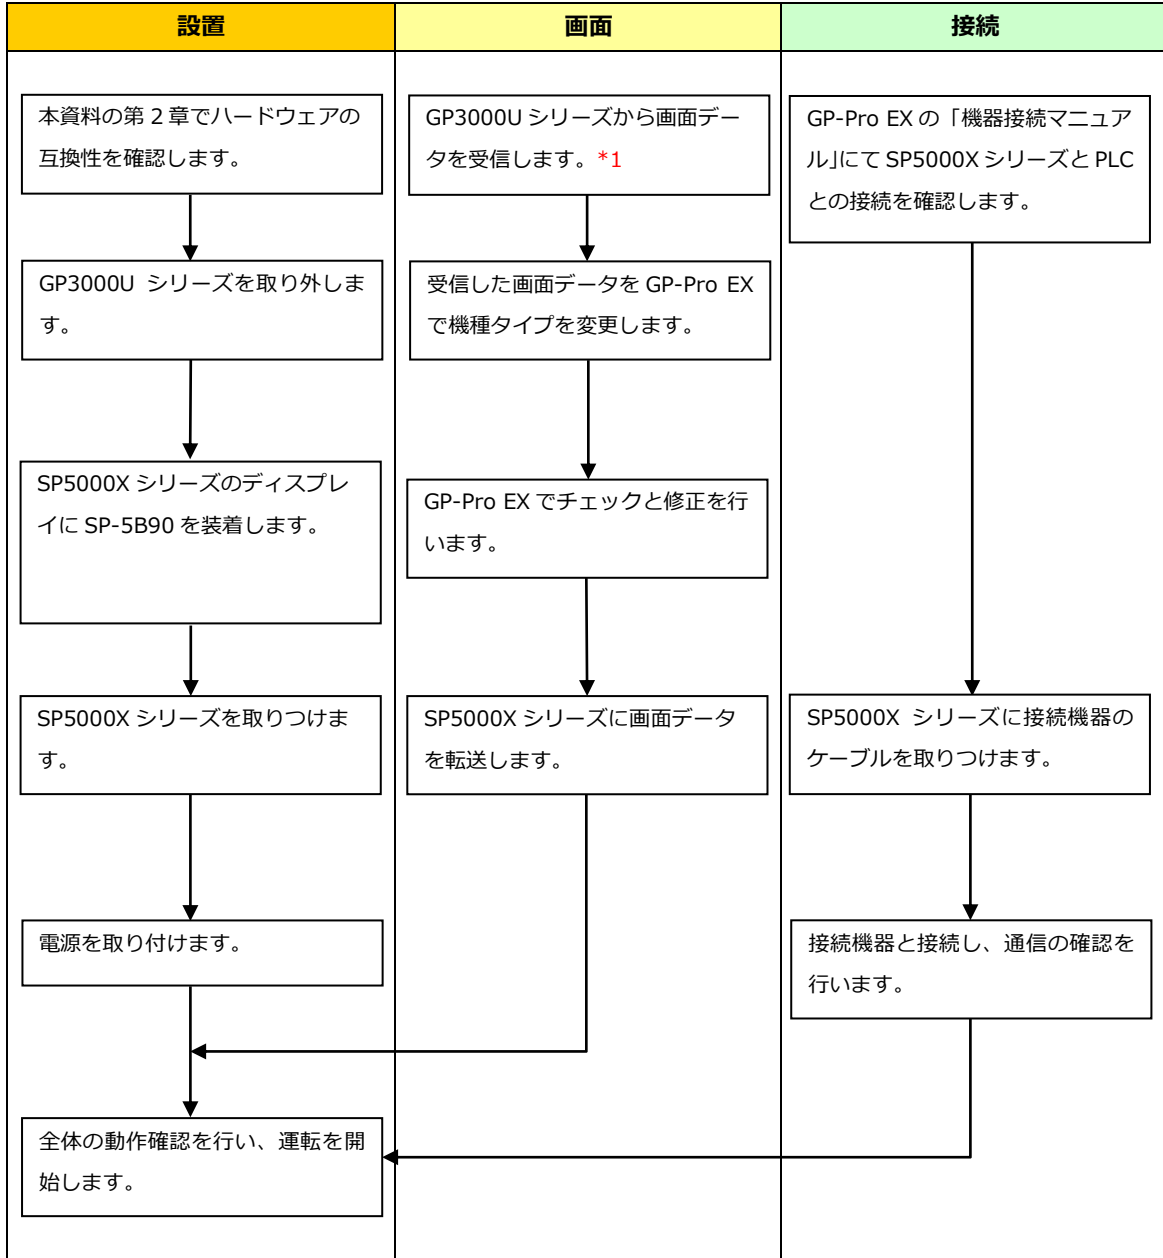 設置
画面
接続
本資料の第 2 章でハードウェアの
互換性を確認します。
GP3000U シリーズを取り外しま
す。
SP5000X シリーズのディスプレ
イに SP-5B90 を装着します。
SP5000X シリーズを取りつけま
す。
電源を取り付けます。
全体の動作確認を行い、運転を開
始します。
GP3000U シリーズから画面デー
タを受信します。*1
受信した画面データを GP-Pro EX
で機種タイプを変更します。
GP-Pro EX でチェックと修正を行
います。
SP5000X シリーズに画面データ
を転送します。
GP-Pro EX の「機器接続マニュア
ル」にて SP5000X シリーズと PLC
との接続を確認します。
SP5000X シリーズに接続機器の
ケーブルを取りつけます。
接続機器と接続し、通信の確認を
行います。